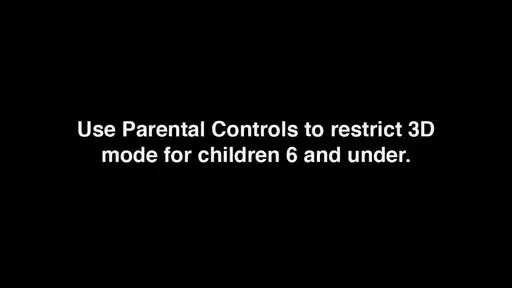 Use Parental Controls to restrict 3D
mode for children 6 and under.